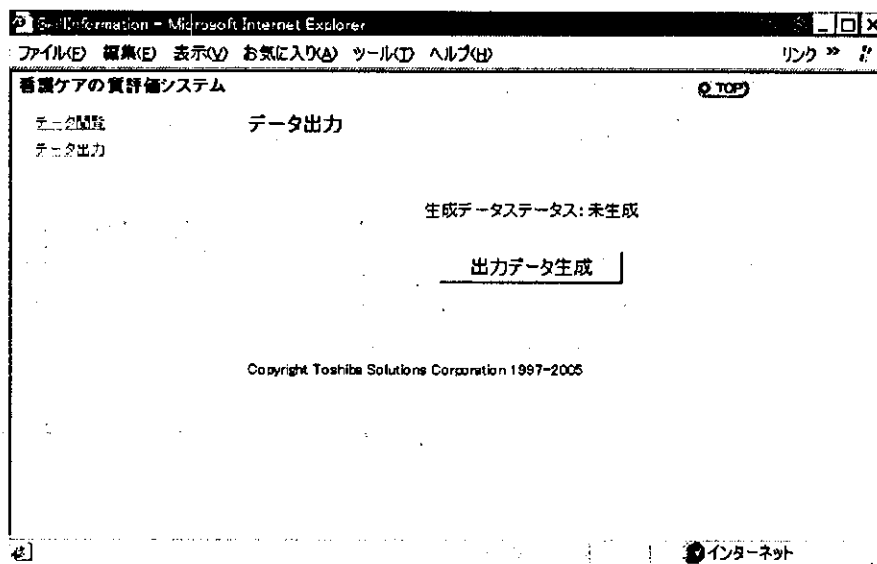 Information - Microsoft Internet Explorer
ファイル(F) 編集(E) 表示(V) お気に入り(A) ツール(T) ヘルプ(H) リンク »
看護ケアの質評価システム TOP
データ閲覧 データ出力
データ出力
生成データステータス: 未生成
出力データ生成
Copyright Toshiba Solutions Corporation 1997-2005
インターネット